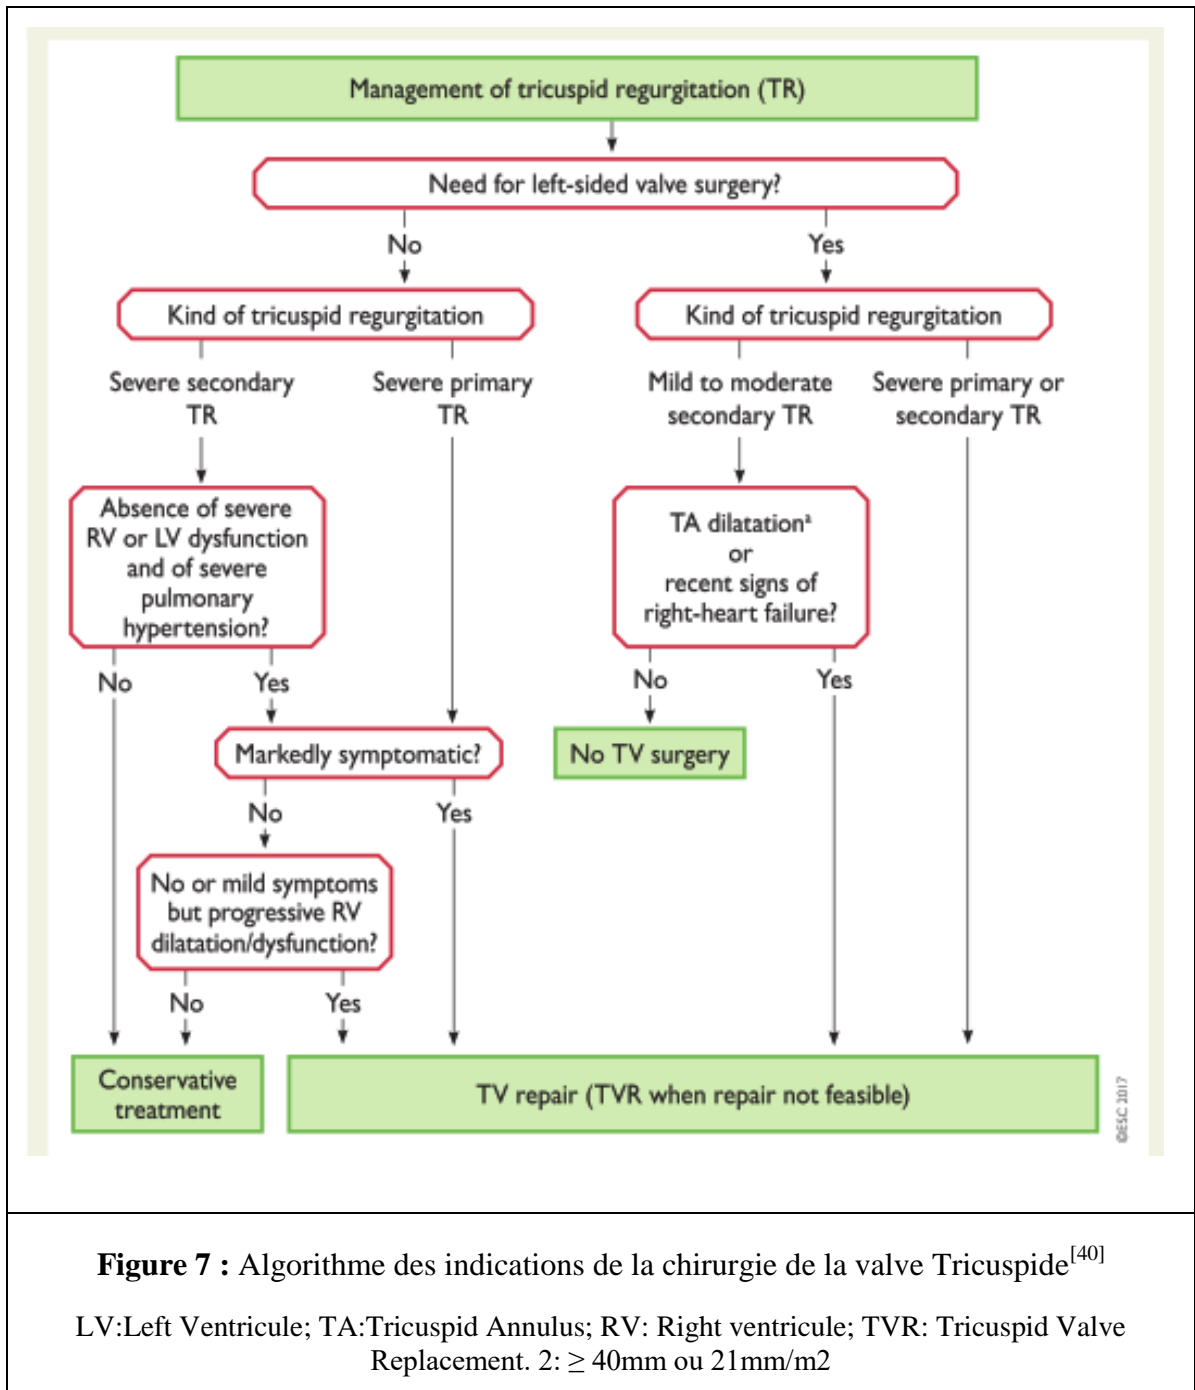 Management of tricuspid regurgitation (TR)
Need for left-sided valve surgery?
No
Yes
Kind of tricuspid regurgitation
Kind of tricuspid regurgitation
Severe secondary
TR
Severe primary
TR
Mild to moderate
secondary TR
Severe primary or
secondary TR
Absence of severe
RV or LV dysfunction
and of severe
pulmonary
hypertension?
TA dilatationª
or
recent signs of
right-heart failure?
No
Yes
No
Yes
Markedly symptomatic?
No TV surgery
No
Yes
No or mild symptoms
but progressive RV
dilatation/dysfunction?
No
Yes
Conservative
treatment
TV repair (TVR when repair not feasible)
©ESC 2017
Figure 7 : Algorithme des indications de la chirurgie de la valve Tricuspide[40]
LV:Left Ventricule; TA:Tricuspid Annulus; RV: Right ventricule; TVR: Tricuspid Valve
Replacement. 2: ≥ 40mm ou 21mm/m2